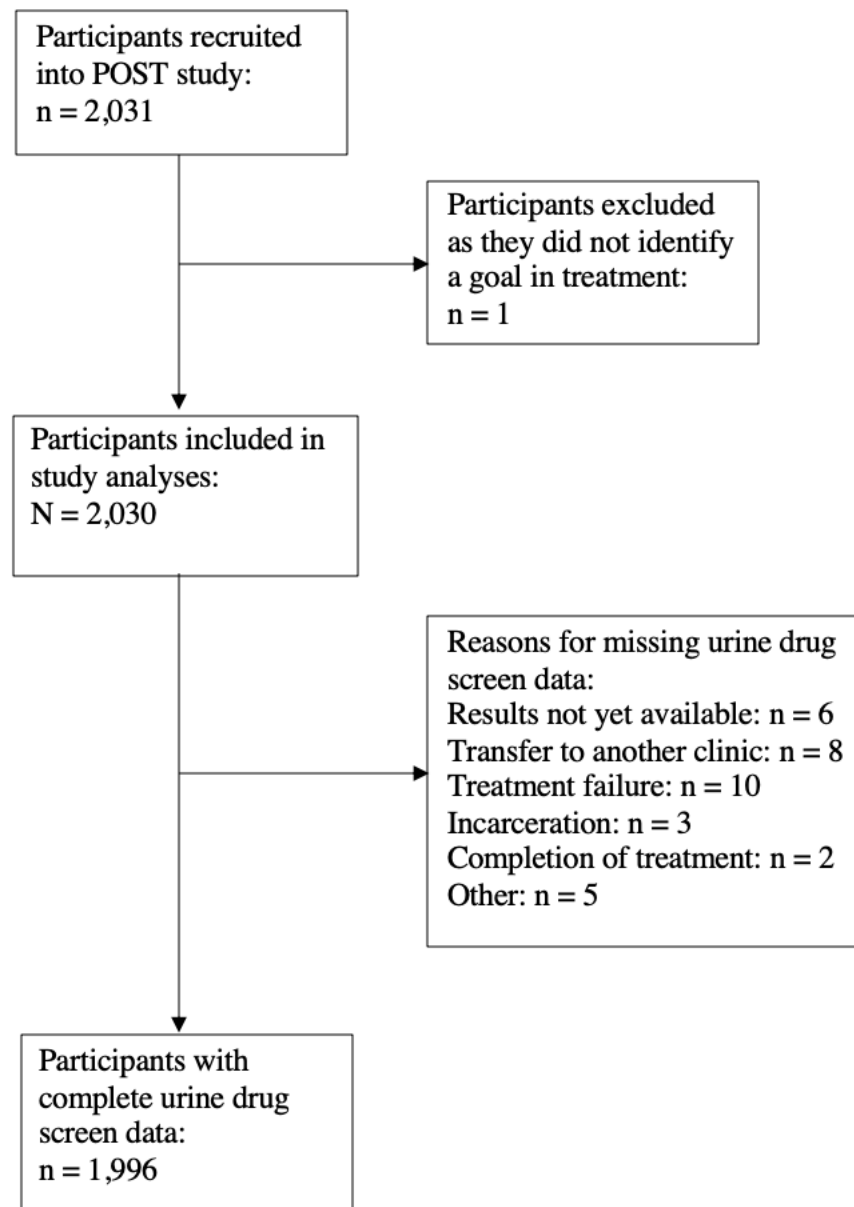 Participants recruited
into POST study:
n = 2,031
Participants excluded
as they did not identify
a goal in treatment:
n = 1
Participants included in
study analyses:
N = 2,030
Reasons for missing urine drug
screen data:
Results not yet available: n = 6
Transfer to another clinic: n = 8
Treatment failure: n = 10
Incarceration: n = 3
Completion of treatment: n = 2
Other: n = 5
Participants with
complete urine drug
screen data:
n = 1,996